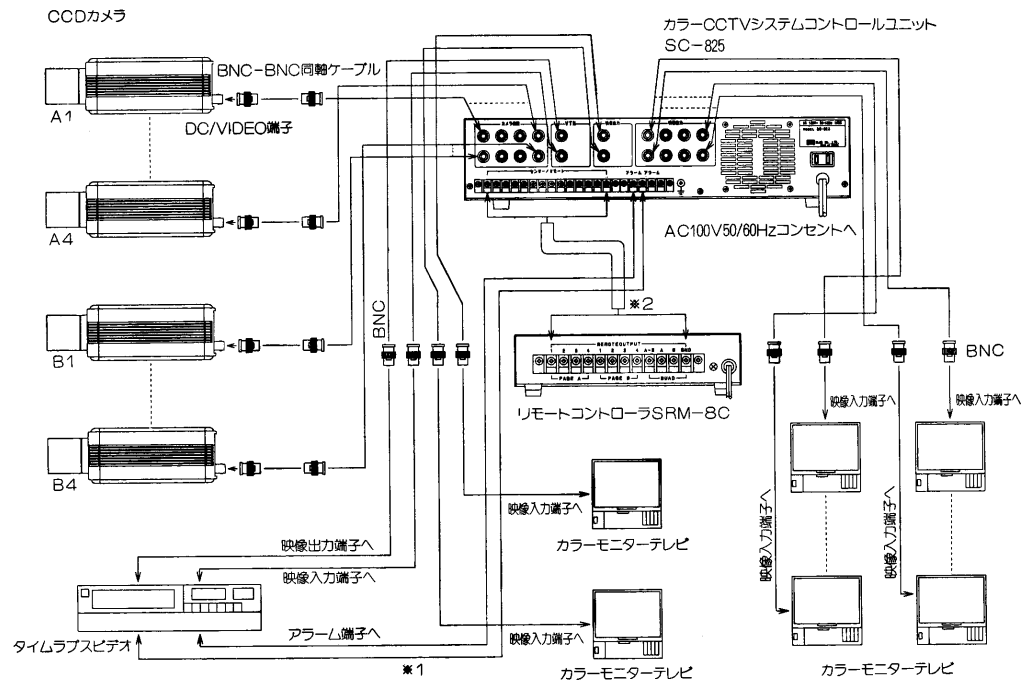 CCDカメラ
カラーCCTVシステムコントロールユニット
SC-825
BNC-BNC同軸ケーブル
A1
DC/VIDEO端子
A4
AC100V50/60Hzコンセントへ
B1
BNC
※2
REMOTE OUTPUT
PAGE A
PAGE B
QUAD
リモートコントローラSRM-8C
BNC
映像入力端子へ
映像入力端子へ
B4
映像入力端子へ
カラーモニターテレビ
映像入力端子へ
映像入力端子へ
映像出力端子へ
映像入力端子へ
アラーム端子へ
タイムラプスビデオ
※1
映像入力端子へ
カラーモニターテレビ
カラーモニターテレビ